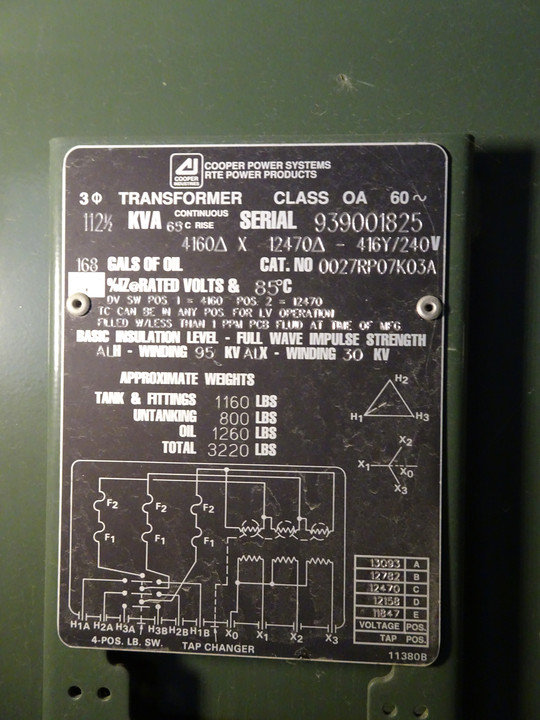 COOPER
INDUSTRIES
COOPER POWER SYSTEMS
RTE POWER PRODUCTS
3Φ TRANSFORMER CLASS OA 60~
112½ KVA CONTINUOUS 65C RISE SERIAL 939001825
4160Δ X 12470Δ - 416Y/240V
168 GALS OF OIL CAT. NO 0027RP07K03A
%IZ@RATED VOLTS & 85°C
DV SW POS 1 = 4160 POS 2 = 12470
TC CAN BE IN ANY POS FOR LV OPERATION
FILLED W/LESS THAN 1 PPM PCB FLUID AT TIME OF MFG
BASIC INSULATION LEVEL - FULL WAVE IMPULSE STRENGTH
ALH - WINDING 95 KV ALX - WINDING 30 KV
APPROXIMATE WEIGHTS
TANK & FITTINGS 1160 LBS
UNTANKING 800 LBS
OIL 1260 LBS
TOTAL 3220 LBS
H2
H1 H3
X2
X1 X0
X3
F2 F2 F2
F1 F1 F1
13093 A
12782 B
12470 C
12158 D
11847 E
VOLTAGE POS.
TAP POS.
H1A H2A H3A H3B H2B H1B X0 X1 X2 X3
4-POS. LB. SW. TAP CHANGER
11380B